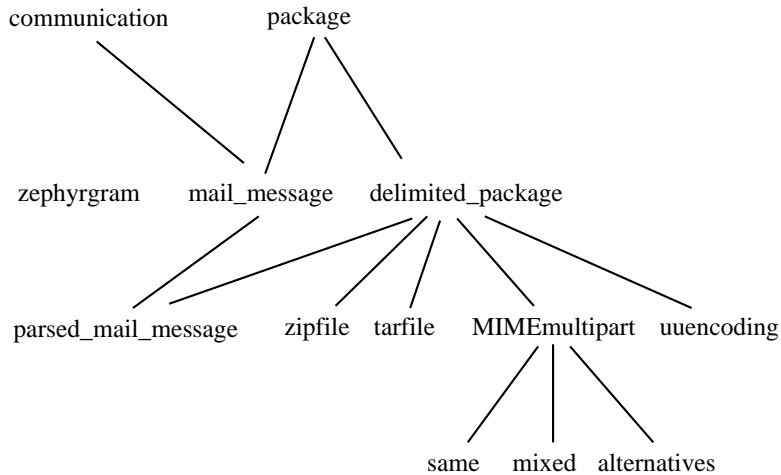 communication package
zephyrgram mail_message delimited_package
parsed_mail_message zipfile tarfile MIMEmultipart uuencoding
same mixed alternatives